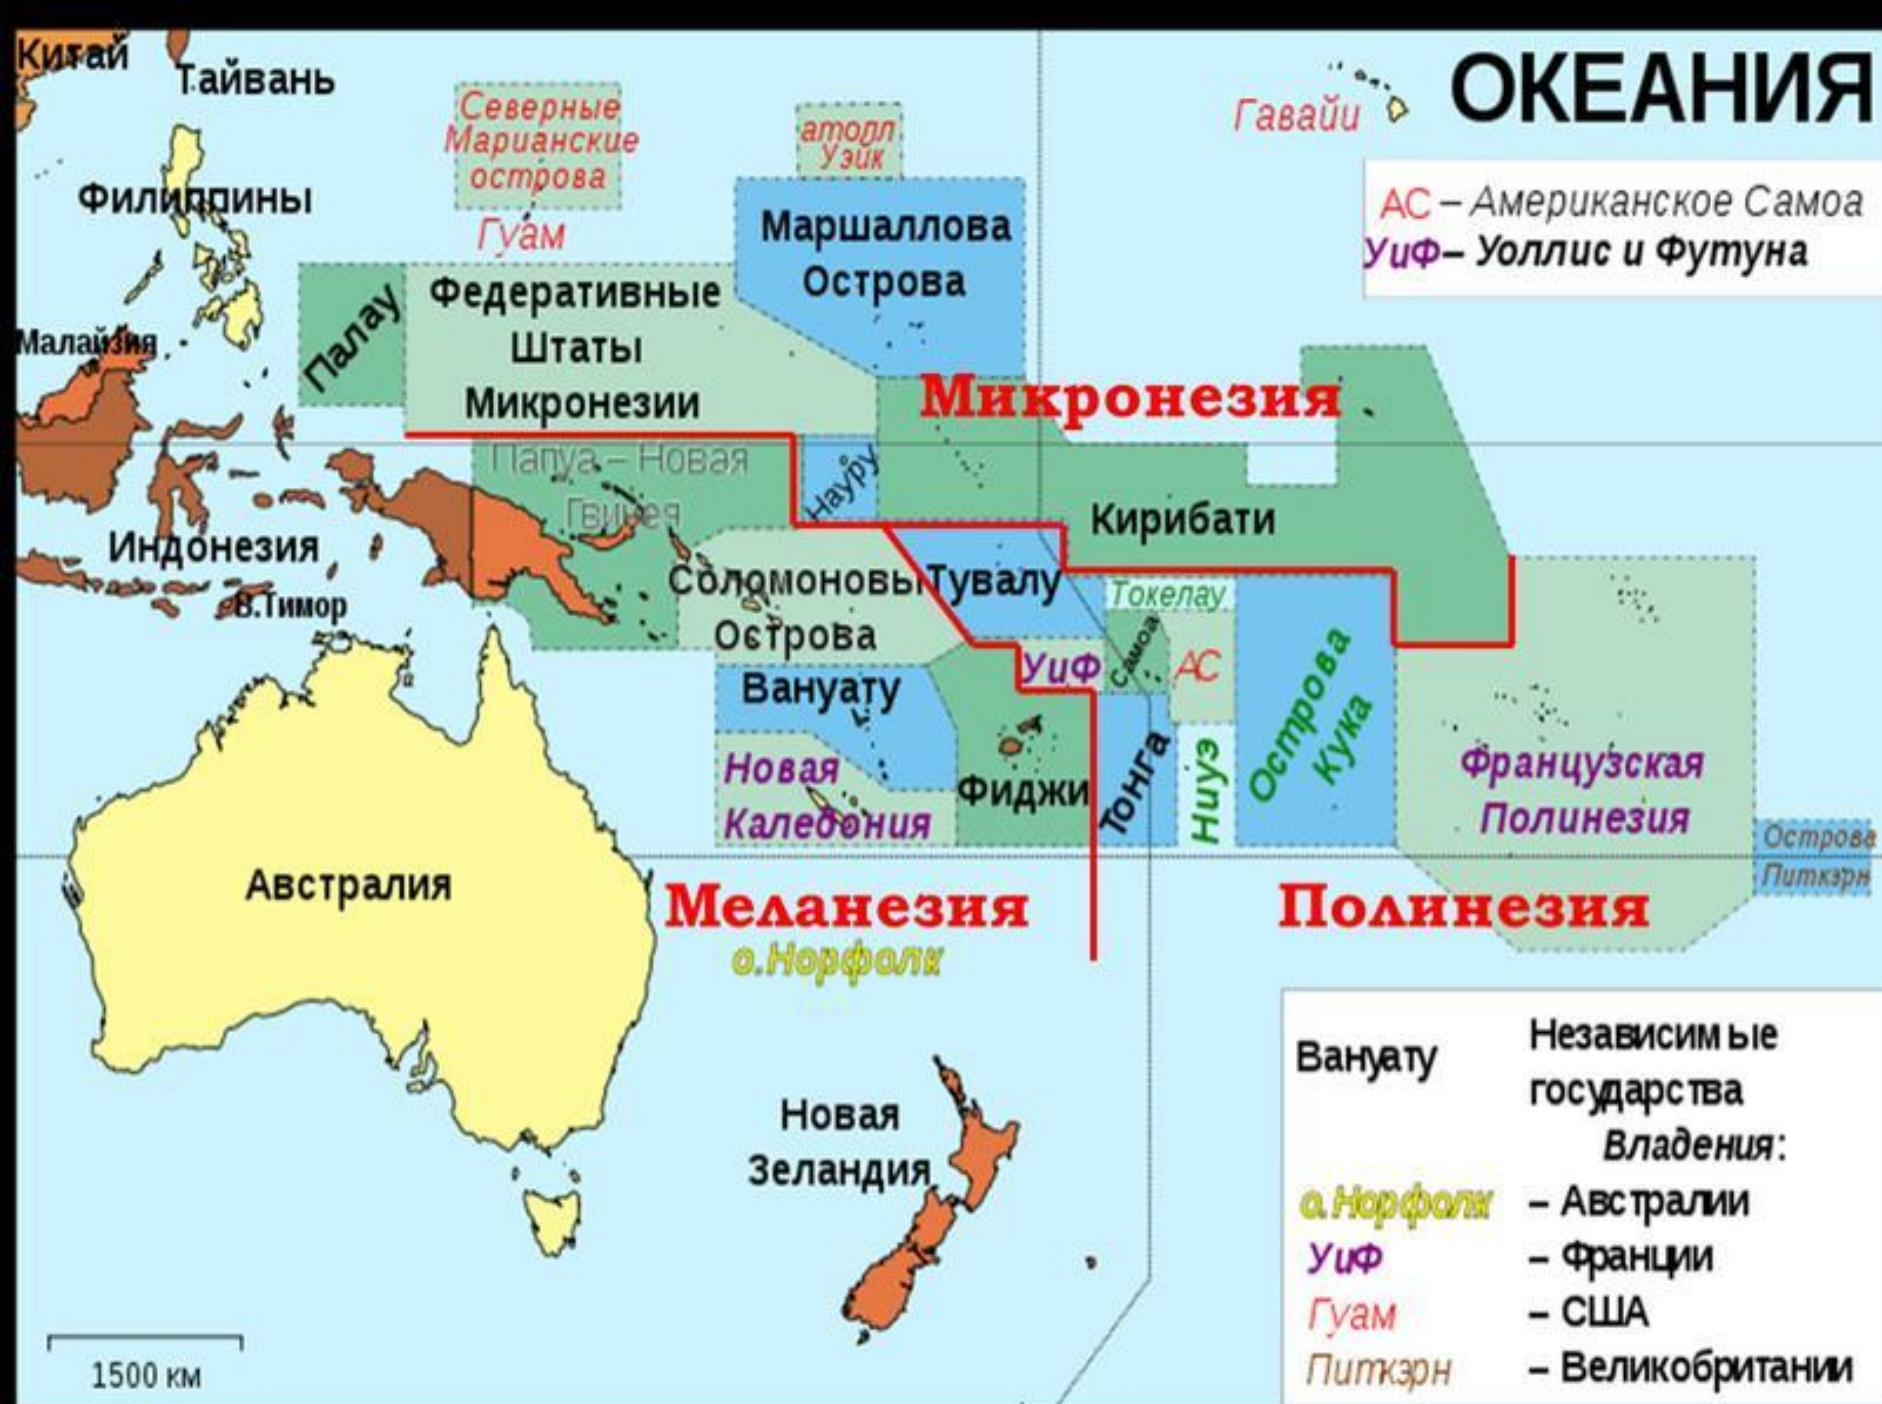 ОКЕАНИЯ
Китай
Тайвань
Северные
Марианские
острова
Гуам
атолл
Уэйк
Гавайи
АС – Американское Самоа
УиФ– Уоллис и Футуна
Филиппины
Маршаллова
Острова
Палау
Федеративные
Штаты
Микронезии
Малайзия
Микронезия
Папуа – Новая
Гвинея
Науру
Кирибати
Индонезия
В.Тимор
Соломоновы
Острова
Тувалу
Токелау
Самоа
АС
УиФ
Острова
Кука
Вануату
Новая
Каледония
Фиджи
Тонга
Ниуэ
Французская
Полинезия
Острова
Питкэрн
Австралия
Меланезия
Полинезия
о.Норфолк
Новая
Зеландия
1500 км
Вануату
Независимые
государства
Владения:
о.Норфолк – Австралии
УиФ – Франции
Гуам – США
Питкэрн – Великобритании